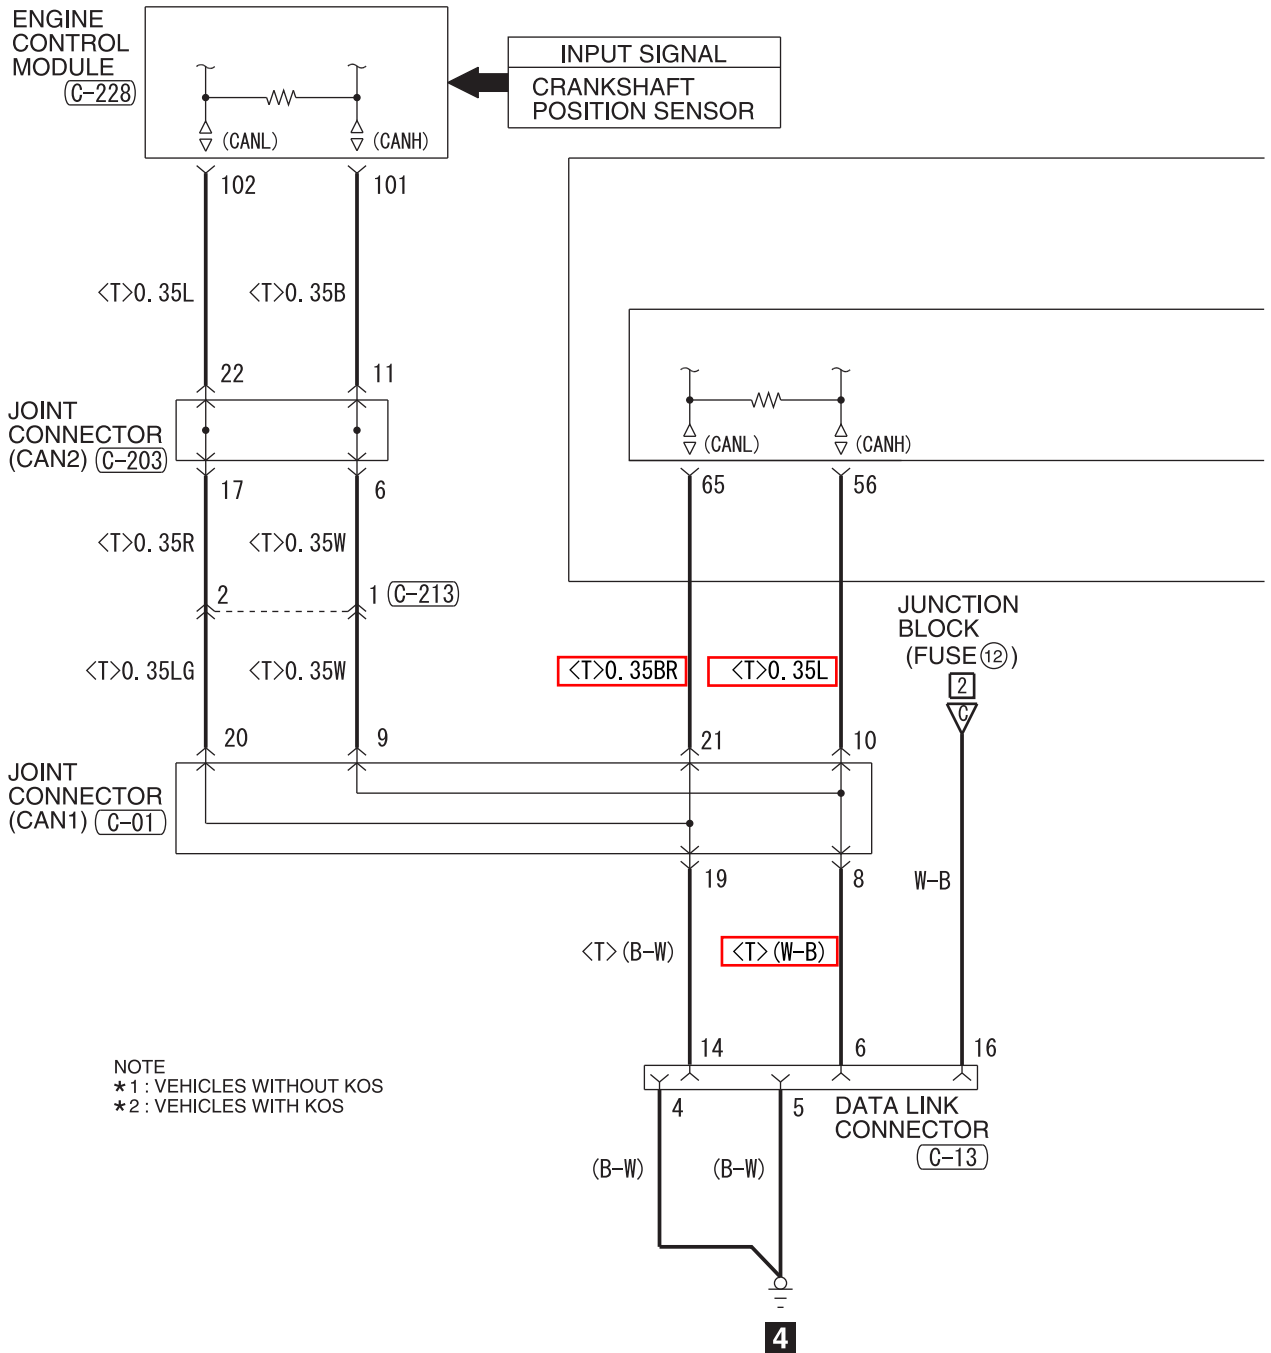 ENGINE
CONTROL
MODULE
C-228
INPUT SIGNAL
CRANKSHAFT
POSITION SENSOR
(CANL)
(CANH)
102
101
<T>0.35L
<T>0.35B
22
11
JOINT
CONNECTOR
(CAN2) C-203
(CANL)
(CANH)
17
6
65
56
<T>0.35R
<T>0.35W
2
1
C-213
JUNCTION
BLOCK
(FUSE 12)
2
C
<T>0.35LG
<T>0.35W
<T>0.35BR
<T>0.35L
20
9
21
10
JOINT
CONNECTOR
(CAN1) C-01
19
8
W-B
<T>(B-W)
<T>(W-B)
14
6
16
NOTE
*1 : VEHICLES WITHOUT KOS
*2 : VEHICLES WITH KOS
4
5
DATA LINK
CONNECTOR
C-13
(B-W)
(B-W)
4